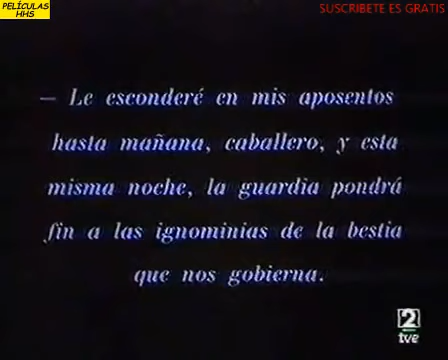 PELÍCULAS
HHS
SUSCRIBETE ES GRATIS
— Le esconderé en mis aposentos
hasta mañana, caballero, y esta
misma noche, la guardia pondrá
fin a las ignominias de la bestia
que nos gobierna.
2
tve